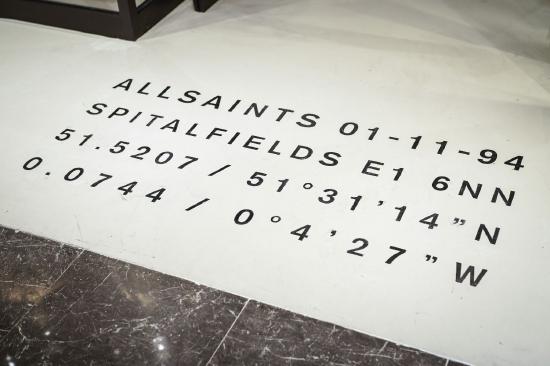 ALLSAINTS 01-11-94
SPITALFIELDS E1 6NN
51.5207 / 51°31’14”N
0.0744 / 0°4’27”W